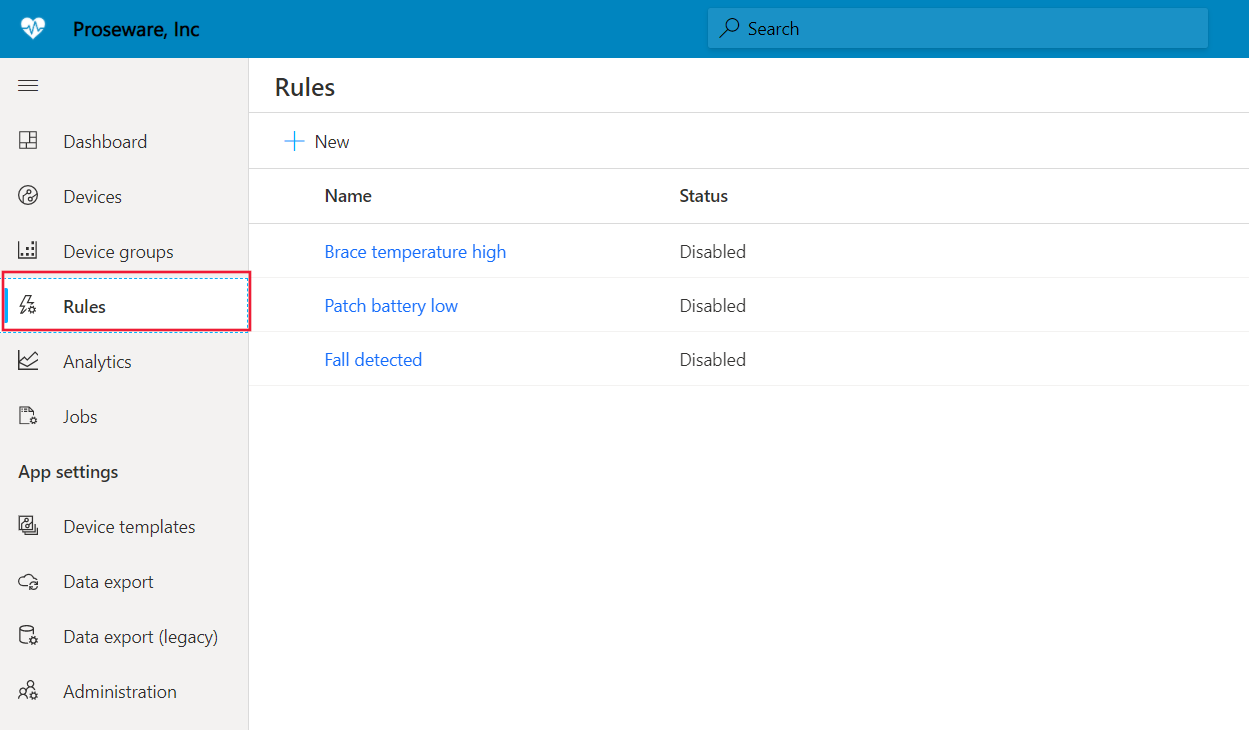 Proseware, Inc
Search
Dashboard
Devices
Device groups
Rules
Analytics
Jobs
App settings
Device templates
Data export
Data export (legacy)
Administration
Rules
New
Name Status
Brace temperature high Disabled
Patch battery low Disabled
Fall detected Disabled